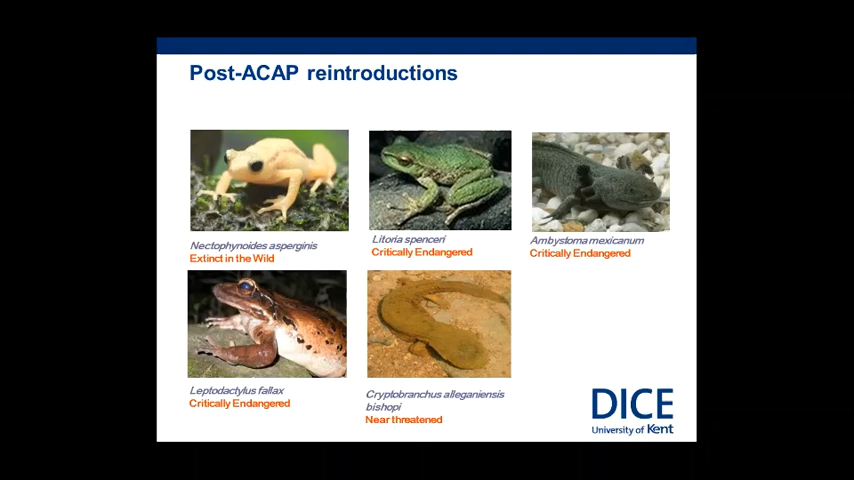 Post-ACAP reintroductions
Nectophynoides asperginis
Extinct in the Wild
Litoria spenceri
Critically Endangered
Ambystoma mexicanum
Critically Endangered
Leptodactylus fallax
Critically Endangered
Cryptobranchus alleganiensis
bishopi
Near threatened
DICE
University of Kent